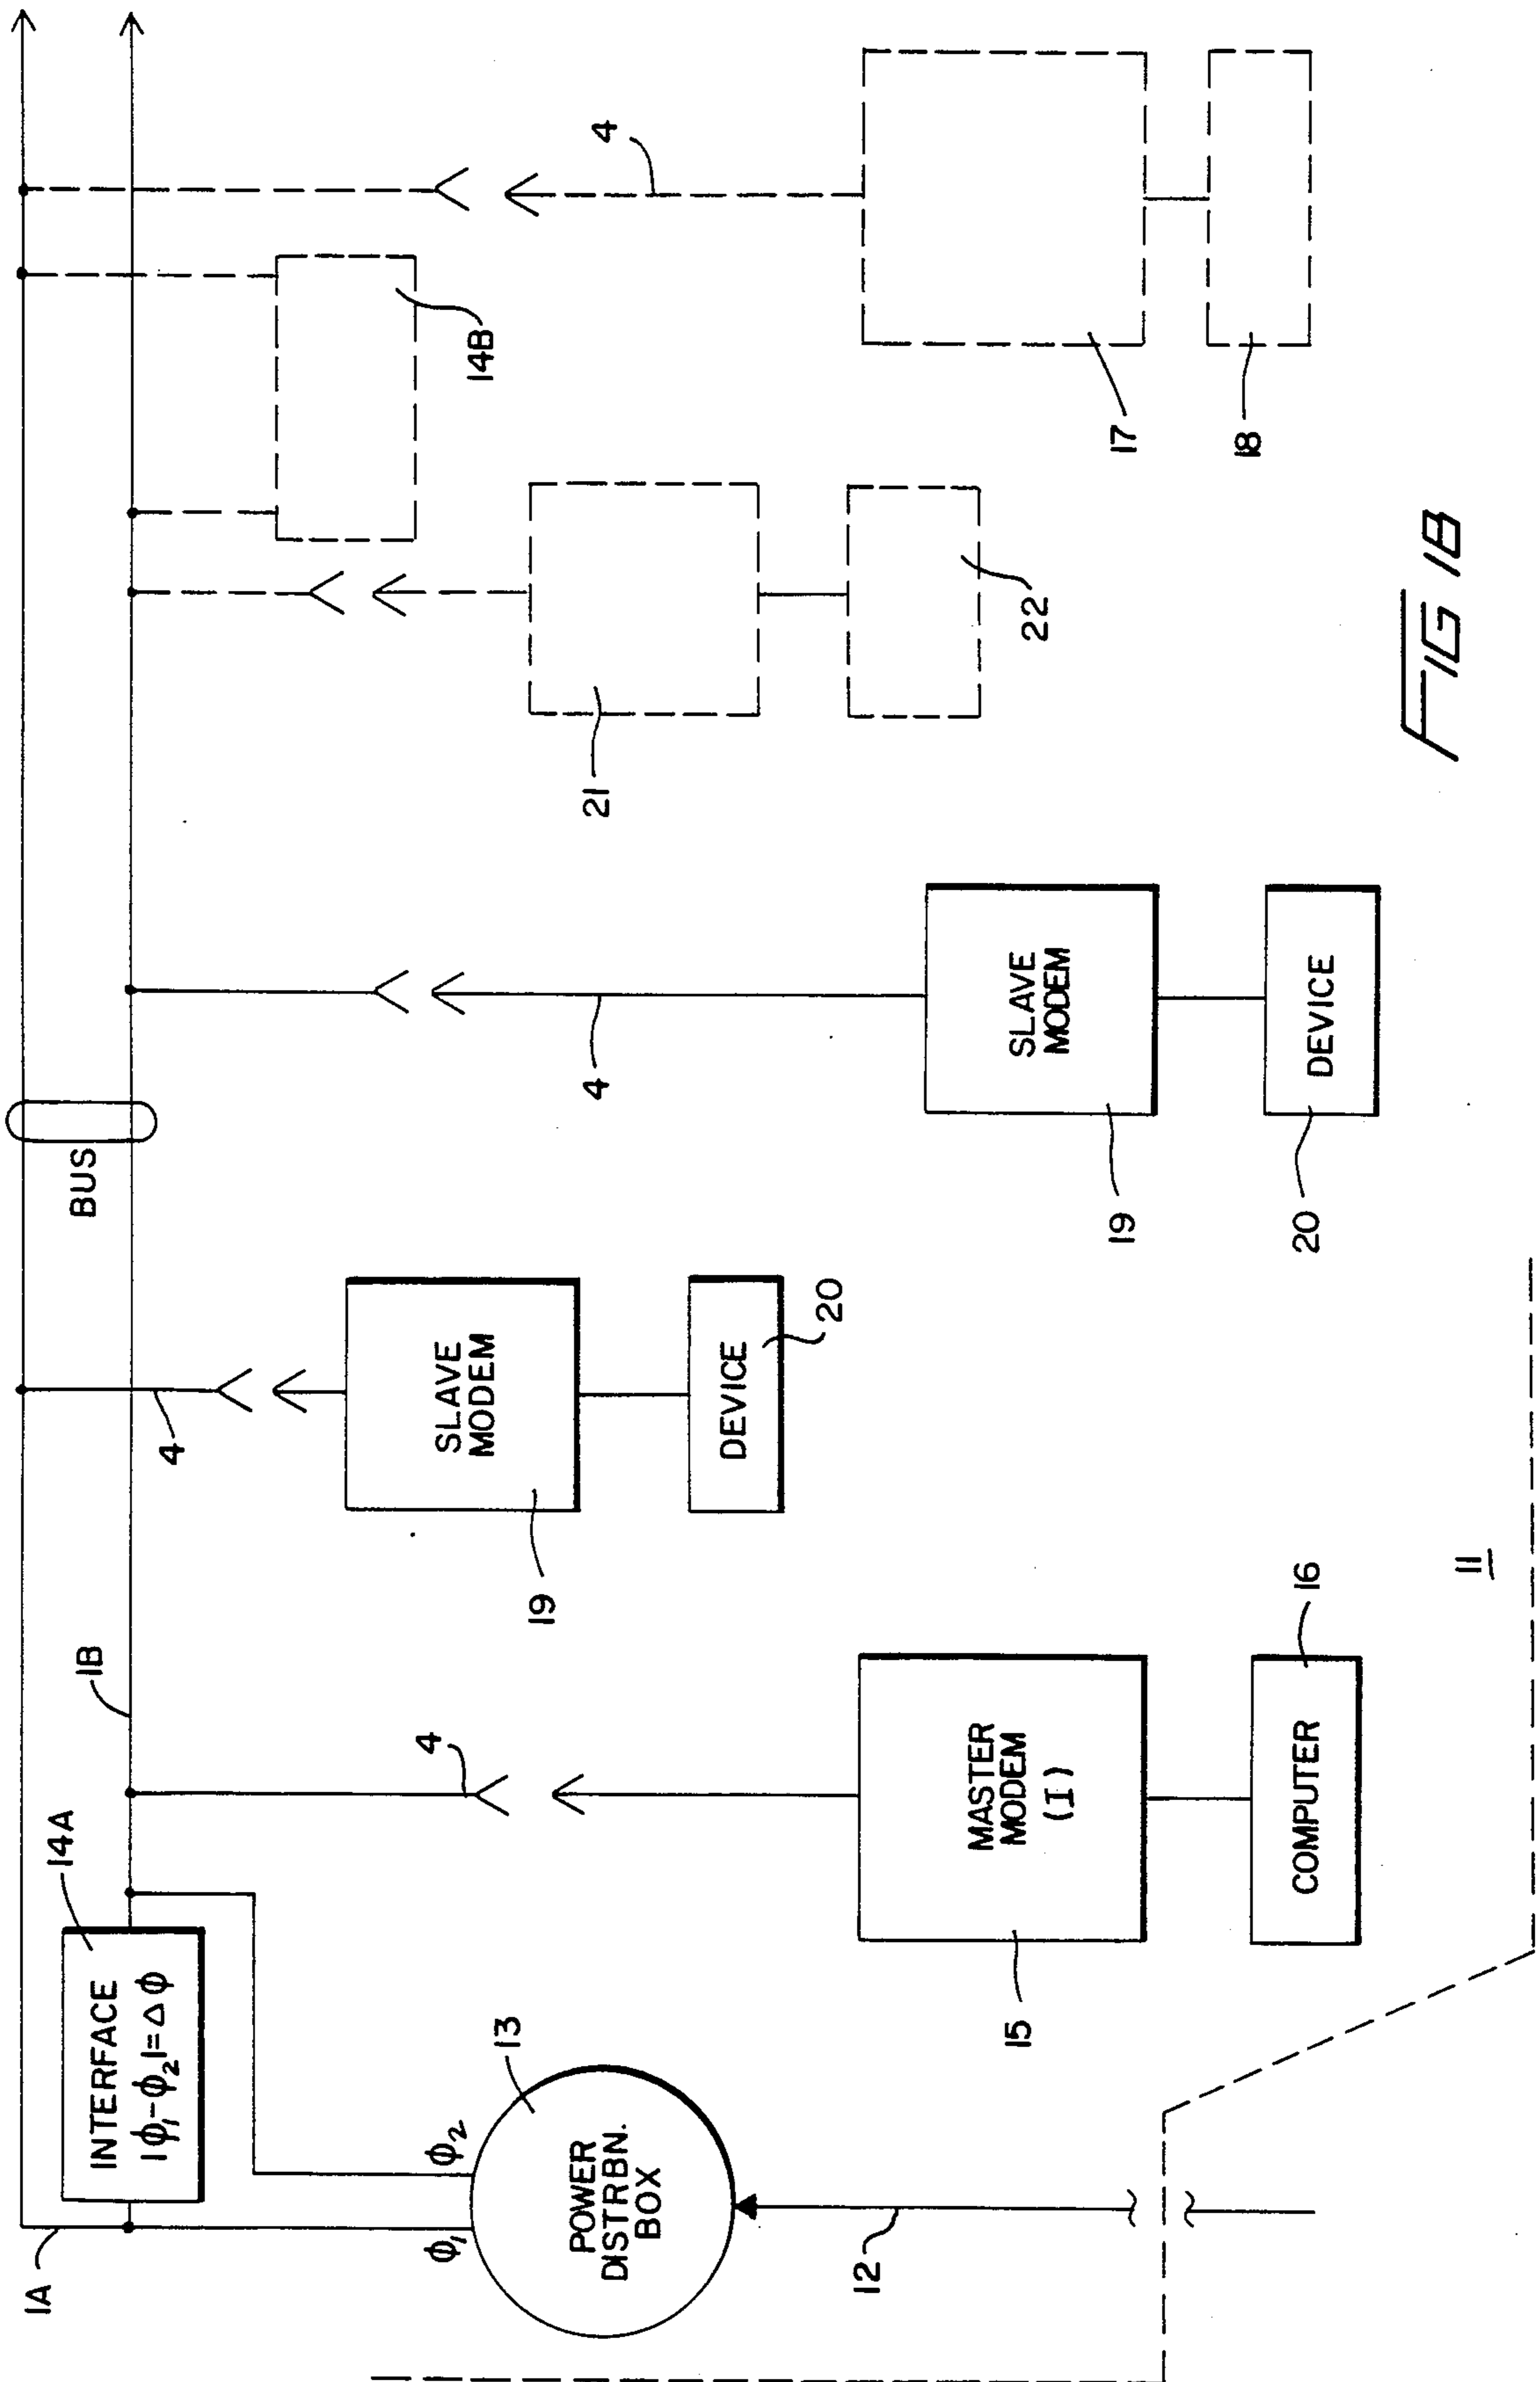 1A
INTERFACE
|ϕ₁-ϕ₂|=Δϕ
14A
1B
BUS
ϕ₁
ϕ₂
13
POWER
DISTRBN.
BOX
12
4
MASTER
MODEM
(I)
15
COMPUTER
16
4
SLAVE
MODEM
19
DEVICE
20
4
SLAVE
MODEM
19
DEVICE
20
21
22
14B
4
17
18
11
FIG 1B